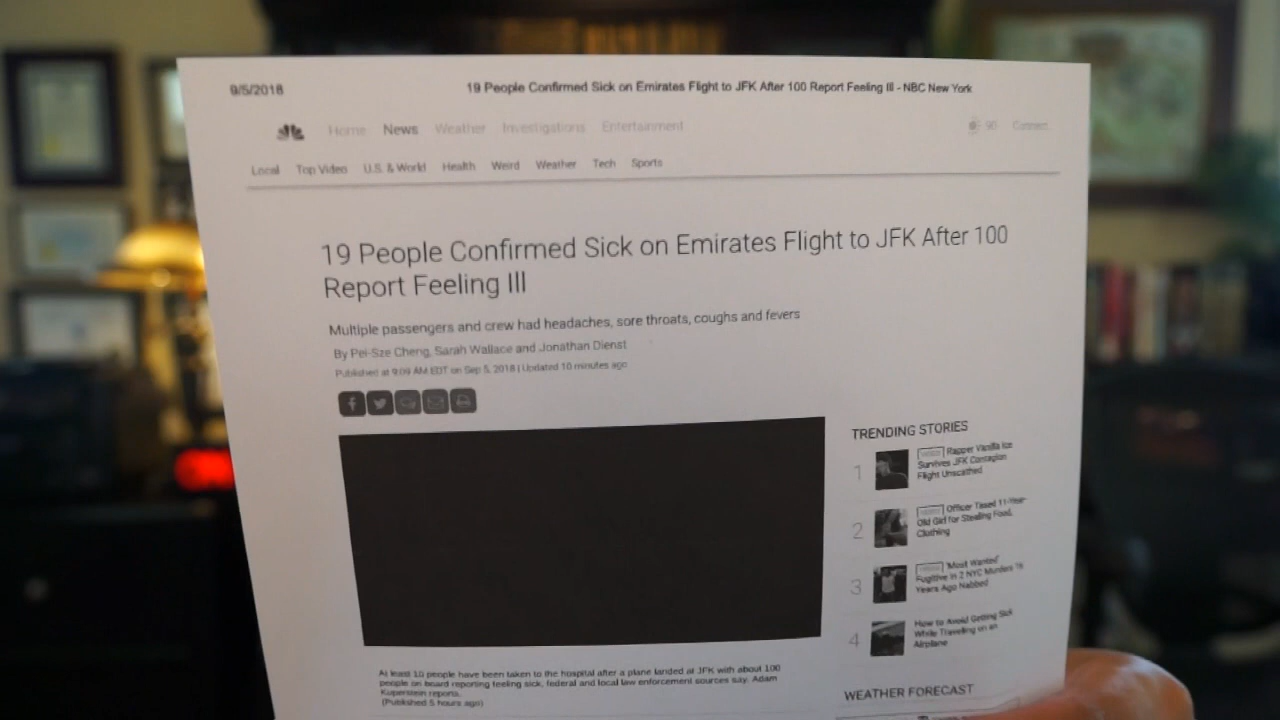 9/5/2018
19 People Confirmed Sick on Emirates Flight to JFK After 100 Report Feeling Ill - NBC New York
Home News Weather Investigations Entertainment
Local Top Video U.S. & World Health Weird Weather Tech Sports
19 People Confirmed Sick on Emirates Flight to JFK After 100
Report Feeling Ill
Multiple passengers and crew had headaches, sore throats, coughs and fevers
By Pei-Sze Cheng, Sarah Wallace and Jonathan Dienst
Published at 9:09 AM EDT on Sep 5, 2018 | Updated 10 minutes ago
TRENDING STORIES
1
Rapper Vanilla Ice
Survives JFK Contagion
Flight Unscathed
2
Officer Tased 11-Year-
Old Girl for Stealing Food,
Clothing
3
'Most Wanted'
Fugitive in 2 NYC Murders
Years Ago Nabbed
4
How to Avoid Getting Sick
While Traveling on an
Airplane
At least 10 people have been taken to the hospital after a plane landed at JFK with about 100
people on board reporting feeling sick, federal and local law enforcement sources say. Adam
Kuperstein reports.
(Published 5 hours ago)
WEATHER FORECAST